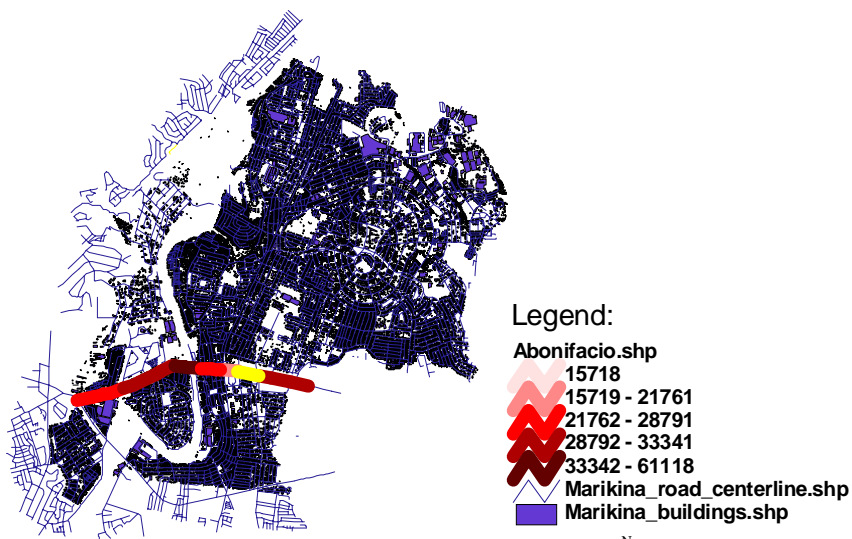 Legend:
Abonifacio.shp
15718
15719 - 21761
21762 - 28791
28792 - 33341
33342 - 61118
Marikina_road_centerline.shp
Marikina_buildings.shp
N